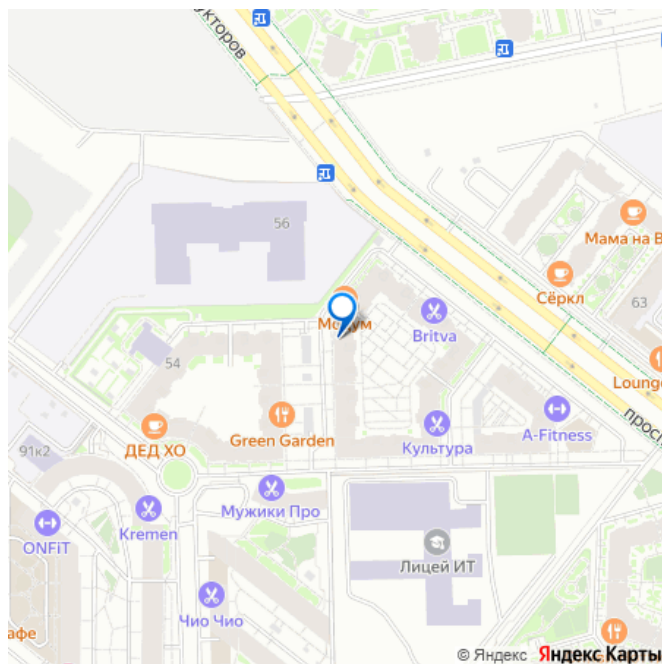 укторов
56
Мама на В
Сёркл
63
Britva
54
Lounge
Green Garden
ДЕД ХО
Культура
A-Fitness
просп
91к2
Kremen
Мужики Про
ONFiT
Лицей ИТ
Чио Чио
афе
© Яндекс Яндекс Карты